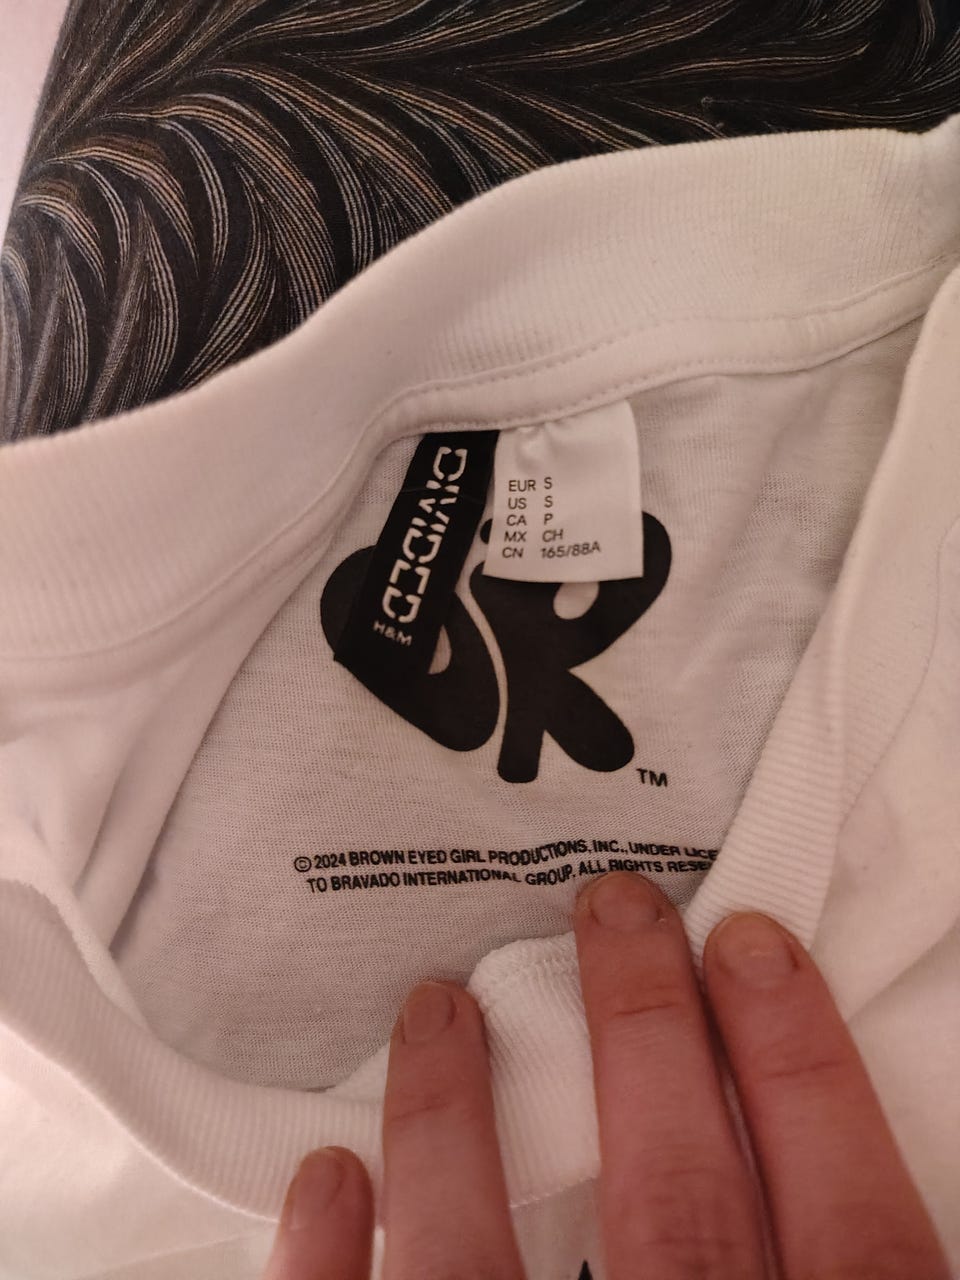 DIVIDED
H&M
EUR S
US S
CA P
MX CH
CN 165/88A
TM
© 2024 BROWN EYED GIRL PRODUCTIONS, INC., UNDER
TO BRAVADO INTERNATIONAL GROUP. ALL RIGHTS